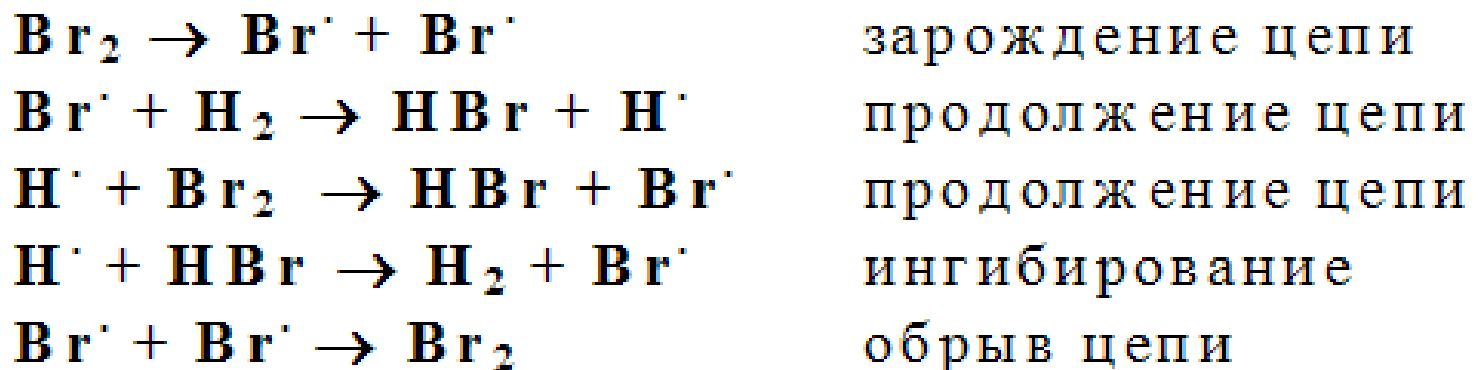 Br₂ → Br˙ + Br˙ зарождение цепи
Br˙ + H₂ → HBr + H˙ продолжение цепи
H˙ + Br₂ → HBr + Br˙ продолжение цепи
H˙ + HBr → H₂ + Br˙ ингибирование
Br˙ + Br˙ → Br₂ обрыв цепи